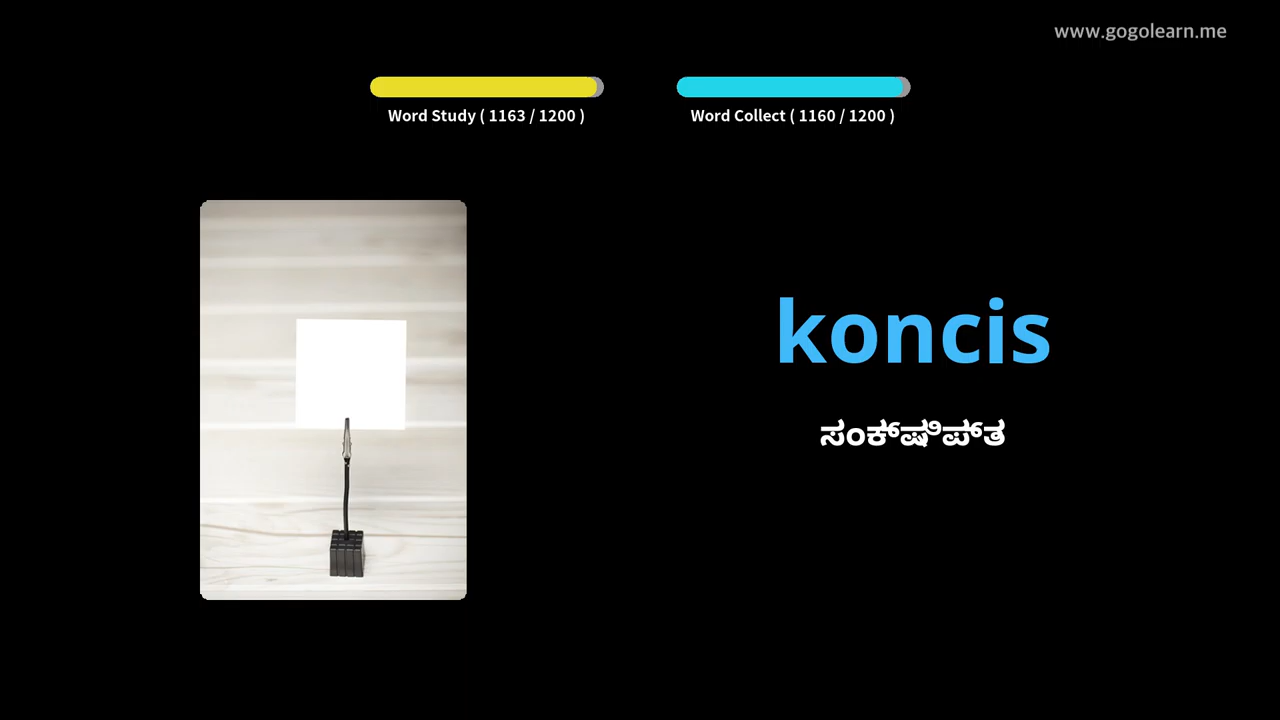 www.gogolearn.me
Word Study ( 1163 / 1200 )
Word Collect ( 1160 / 1200 )
koncis
ಸಂಕ್ಷಿಪ್ತ